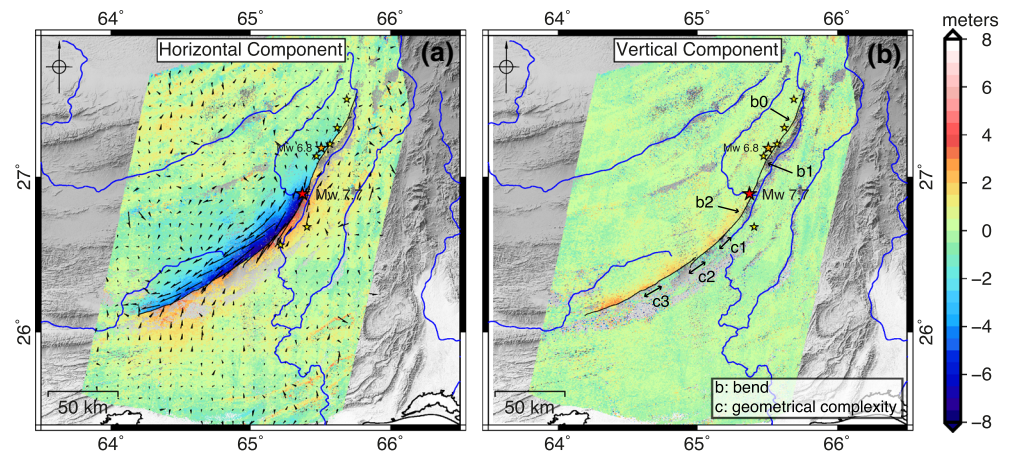 64° 65° 66° 64° 65° 66°
meters
Horizontal Component
(a)
Vertical Component
(b)
8
6
4
2
0
−2
−4
−6
−8
27°
26°
Mw 6.8
Mw 7.7
50 km
b0
Mw 6.8
b1
Mw 7.7
b2
c1
c2
c3
27°
26°
50 km
b: bend
c: geometrical complexity
64° 65° 66° 64° 65° 66°